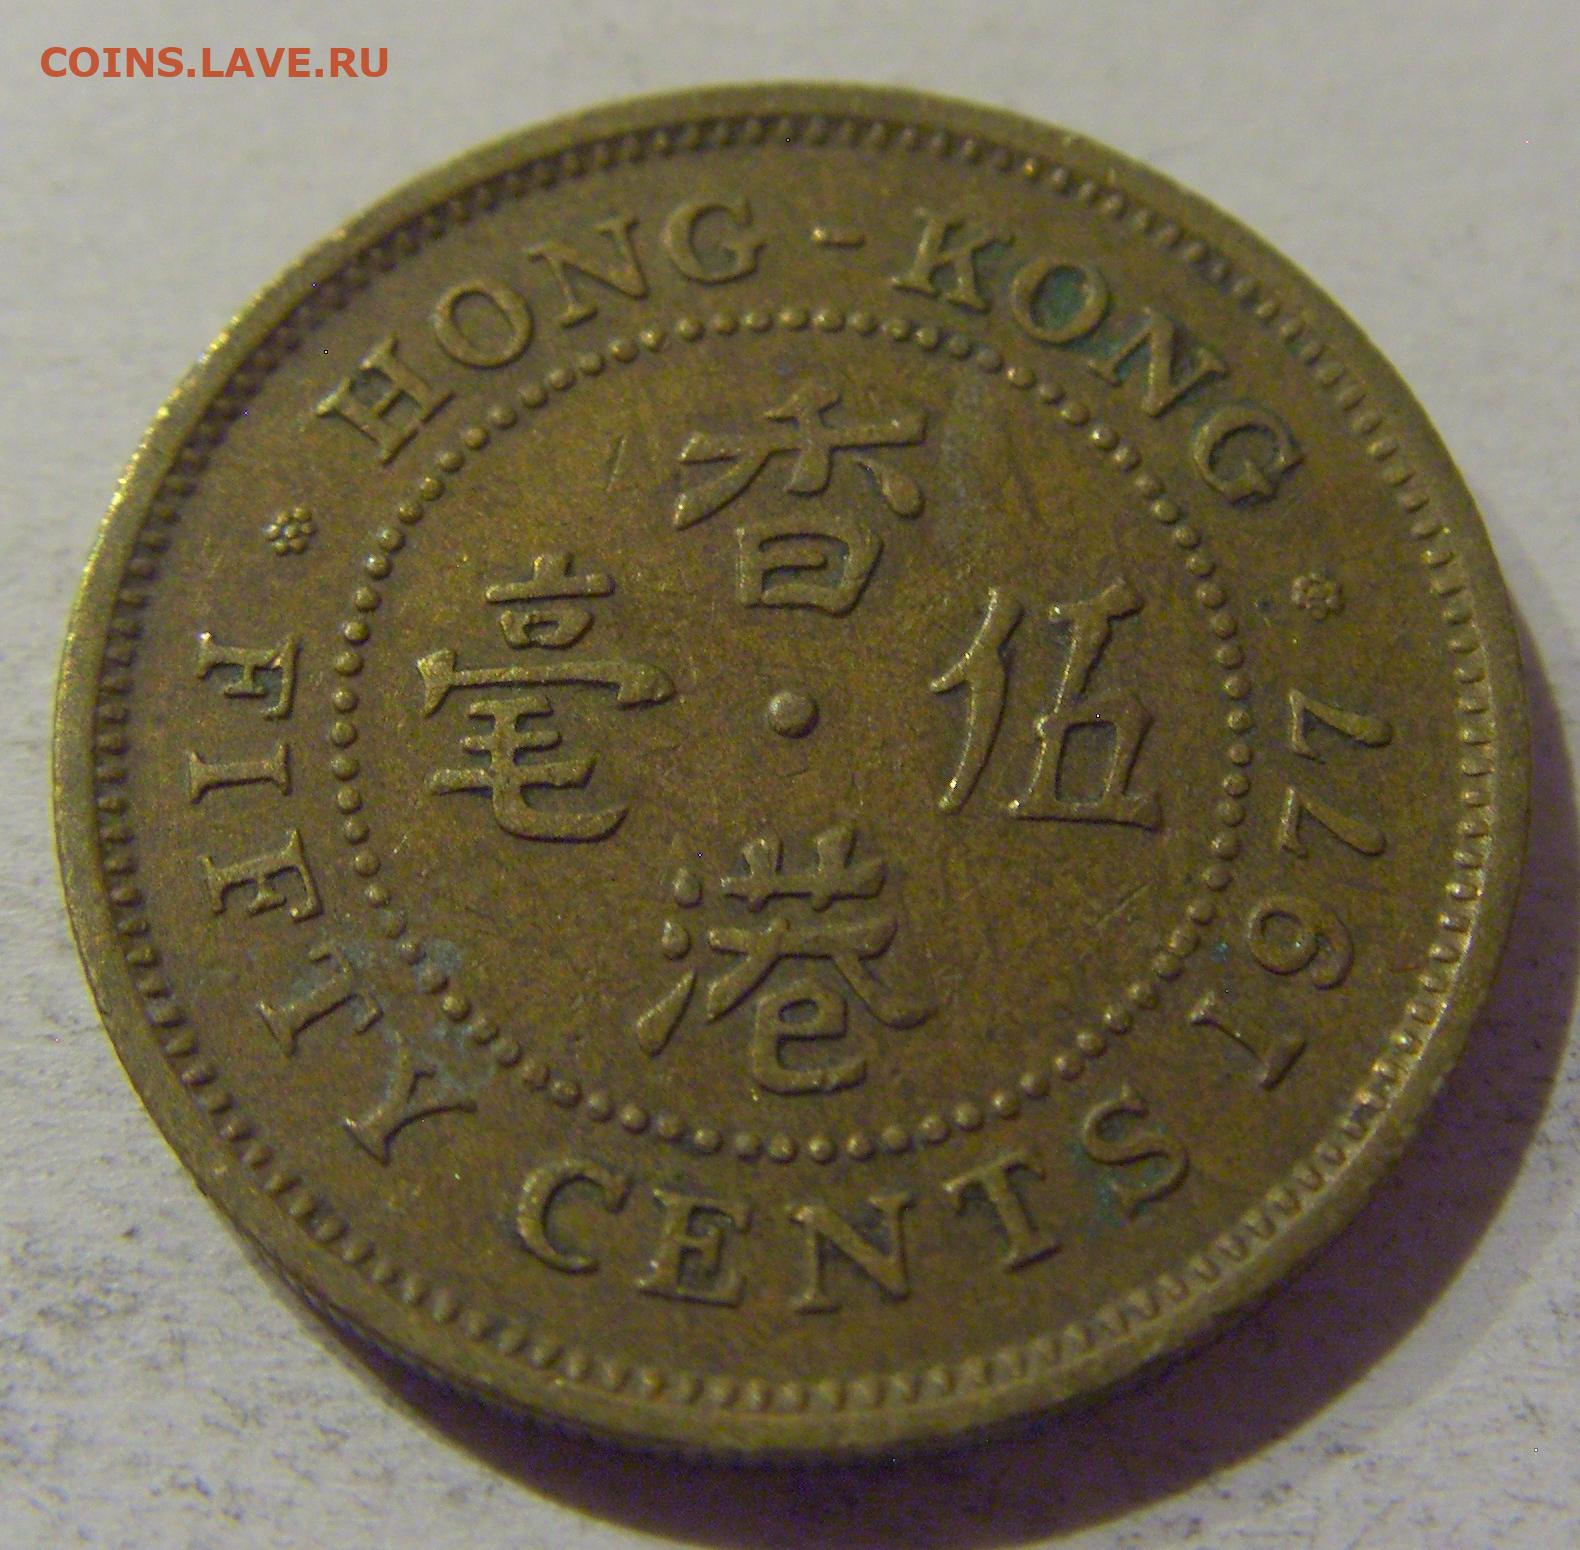 COINS.LAVE.RU
HONG-KONG
香港
伍毫
FIFTY CENTS
1977